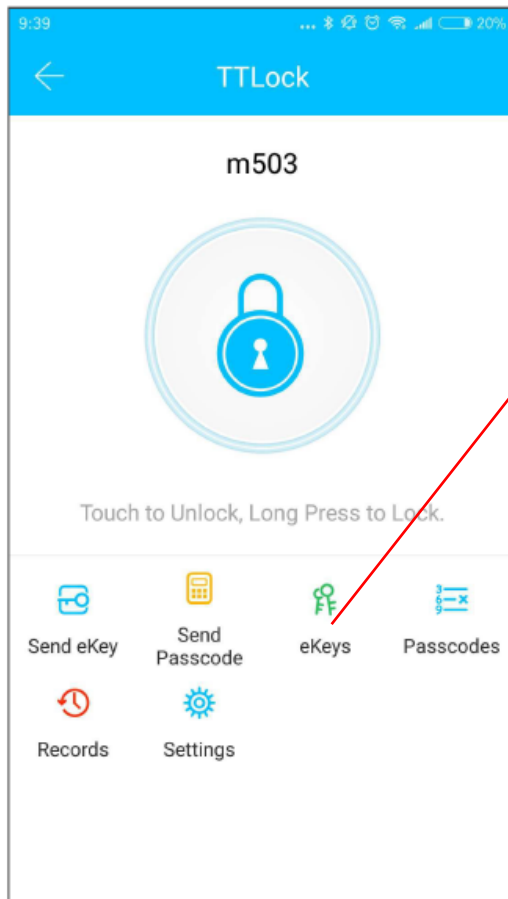 9:39 ... 20%
TTLock
m503
Touch to Unlock, Long Press to Lock.
Send eKey
Send
Passcode
eKeys
Passcodes
Records
Settings